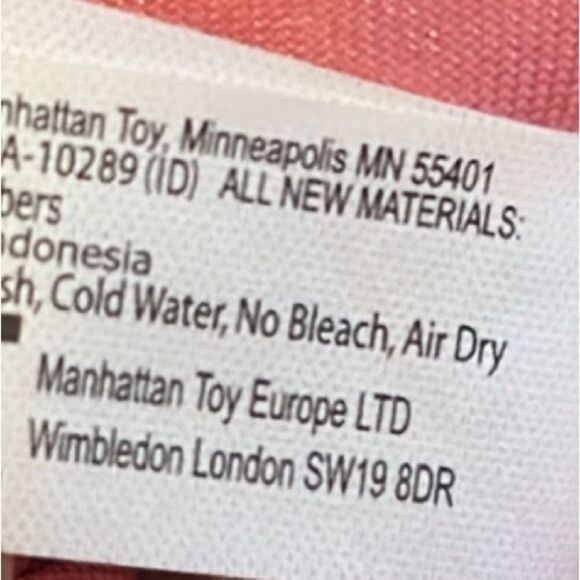 nhattan Toy, Minneapolis MN 55401
A-10289 (ID) ALL NEW MATERIALS:
bers
donesia
sh, Cold Water, No Bleach, Air Dry
Manhattan Toy Europe LTD
Wimbledon London SW19 8DR